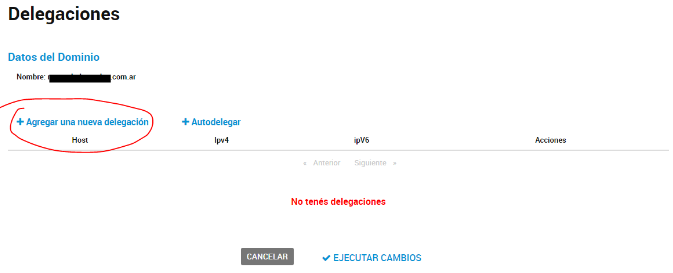 Delegaciones
Datos del Dominio
Nombre: .com.ar
+ Agregar una nueva delegación + Autodelegar
Host Ipv4 ipV6 Acciones
« Anterior Siguiente »
No tenés delegaciones
CANCELAR ✔ EJECUTAR CAMBIOS